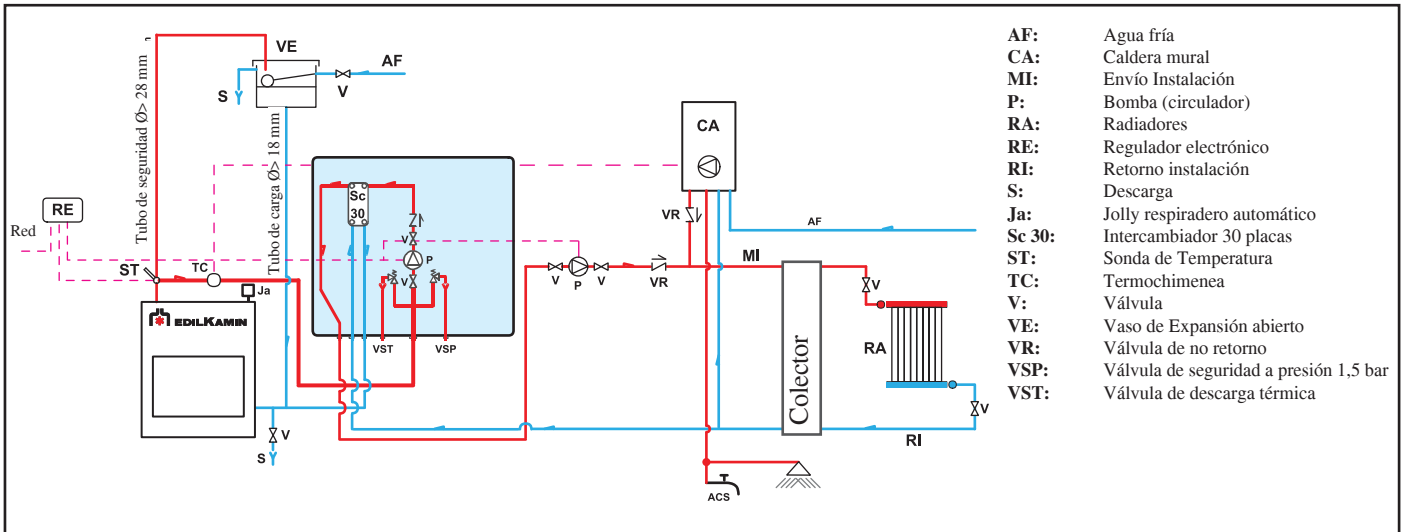 VE
AF
V
S
Tubo de seguridad Ø> 28 mm
Tubo de carga Ø> 18 mm
RE
Red
ST
TC
Ja
EDILKAMIN
V
S
Sc
30
V
P
V
VST
VSP
CA
VR
AF
V
P
V
VR
MI
Colector
V
RA
V
RI
ACS
AF: Agua fría
CA: Caldera mural
MI: Envío Instalación
P: Bomba (circulador)
RA: Radiadores
RE: Regulador electrónico
RI: Retorno instalación
S: Descarga
Ja: Jolly respiradero automático
Sc 30: Intercambiador 30 placas
ST: Sonda de Temperatura
TC: Termochimenea
V: Válvula
VE: Vaso de Expansión abierto
VR: Válvula de no retorno
VSP: Válvula de seguridad a presión 1,5 bar
VST: Válvula de descarga térmica